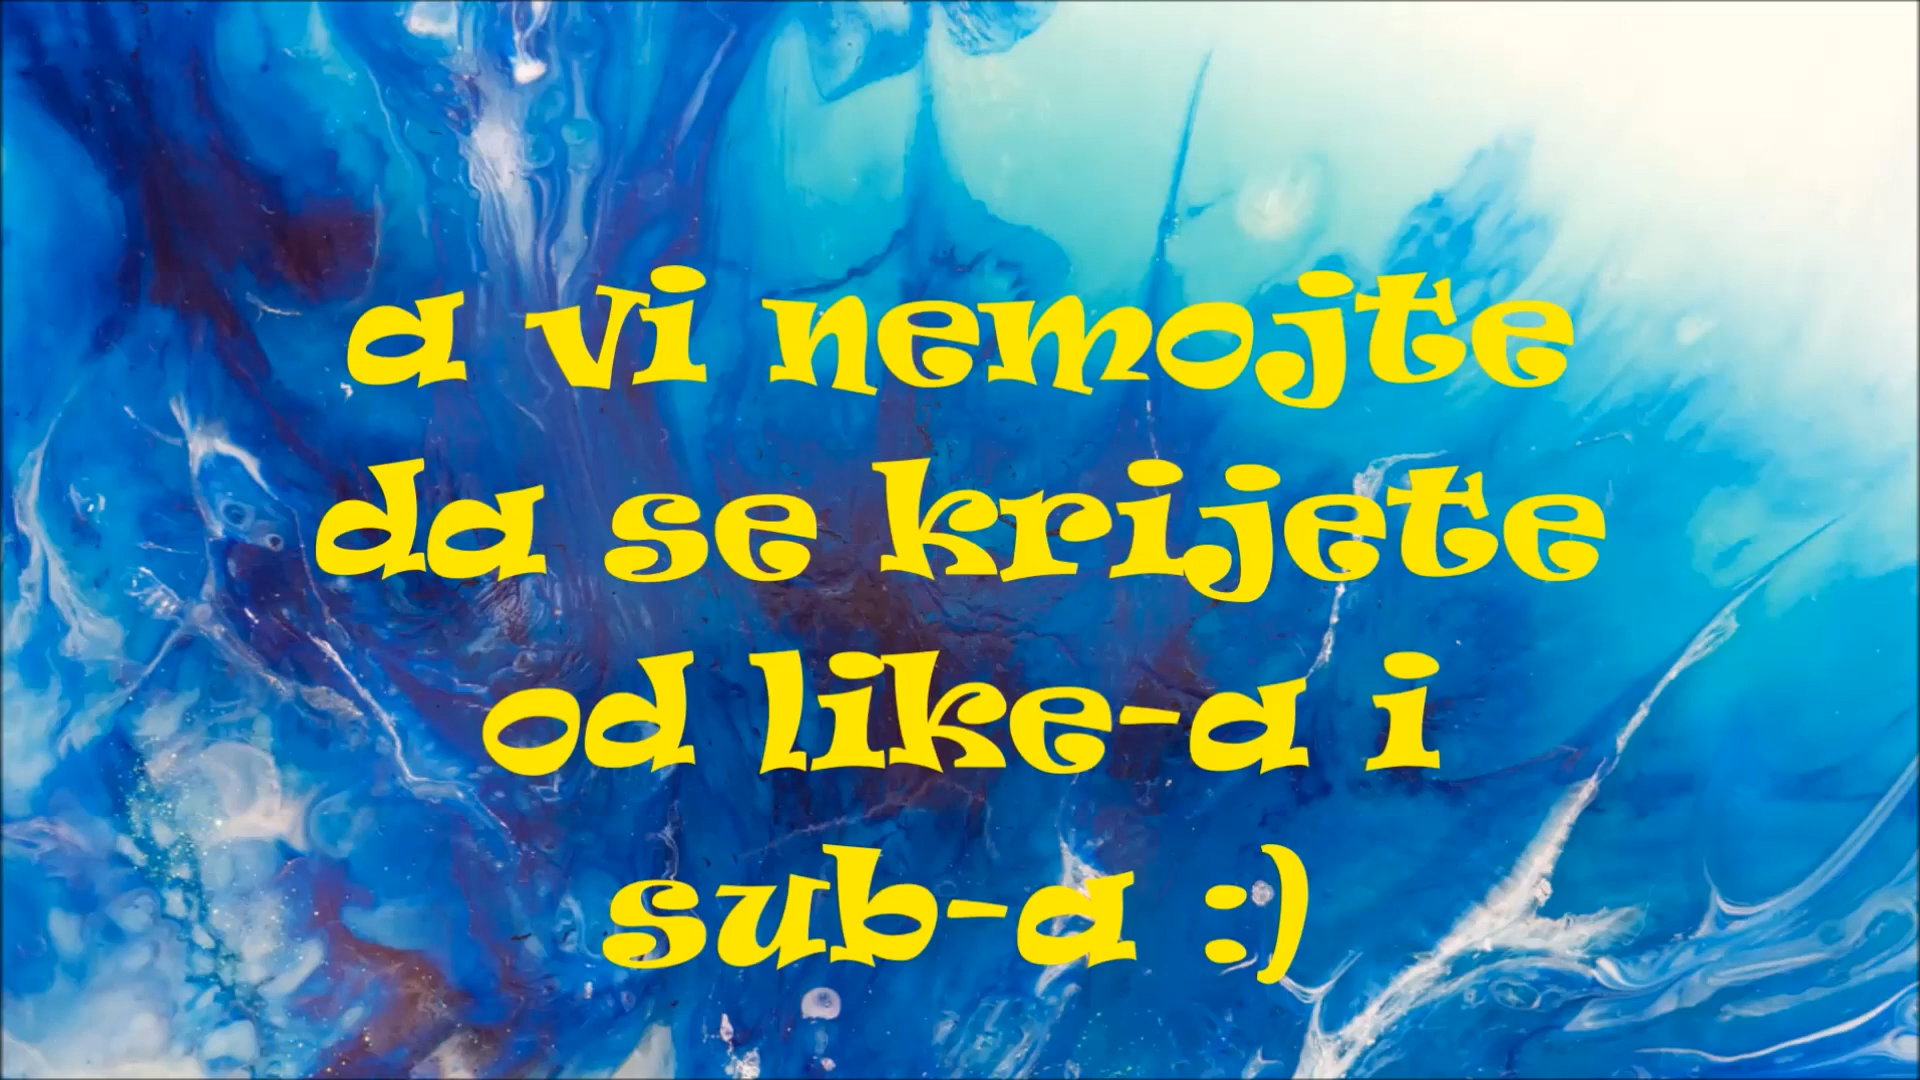 a vi nemojte
da se krijete
od like-a i
sub-a :)